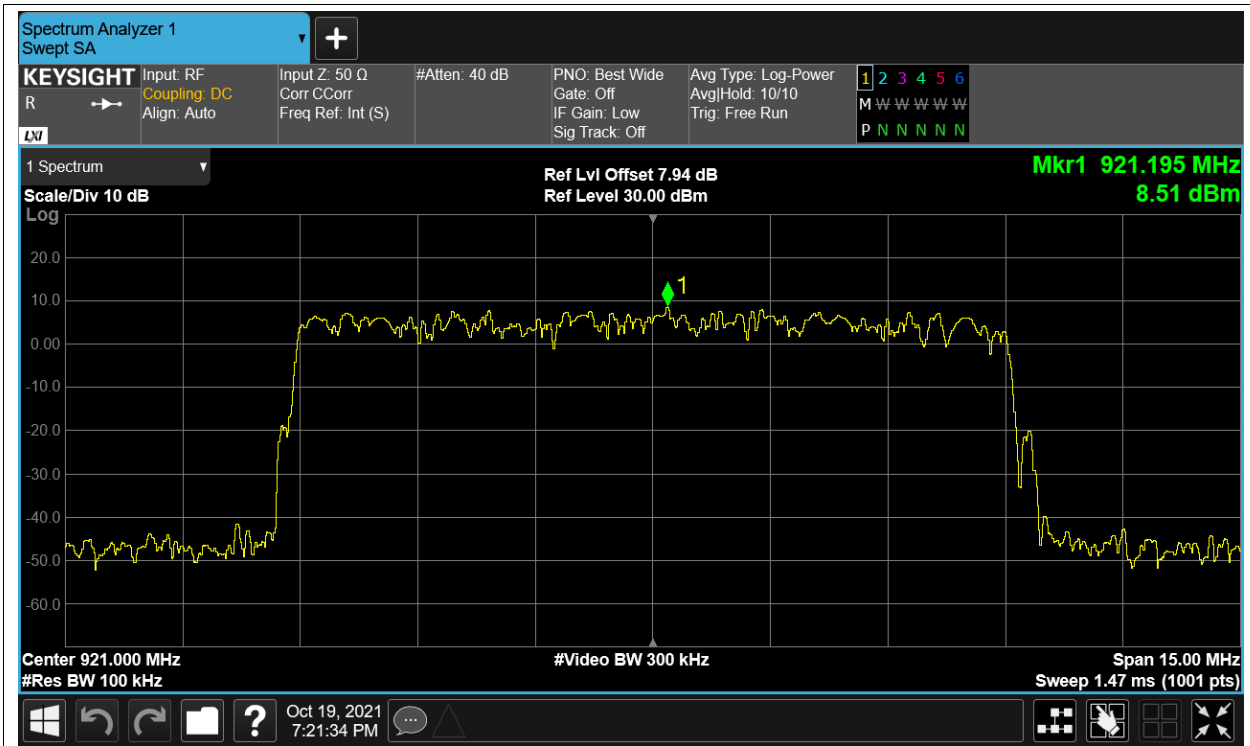 Spectrum Analyzer 1
Swept SA
KEYSIGHT
R
LXI
Input: RF
Coupling: DC
Align: Auto
Input Z: 50 Ω
Corr CCorr
Freq Ref: Int (S)
#Atten: 40 dB
PNO: Best Wide
Gate: Off
IF Gain: Low
Sig Track: Off
Avg Type: Log-Power
Avg|Hold: 10/10
Trig: Free Run
1 2 3 4 5 6
M W W W W W
P N N N N N
1 Spectrum
Scale/Div 10 dB
Ref Lvl Offset 7.94 dB
Ref Level 30.00 dBm
Mkr1 921.195 MHz
8.51 dBm
Log
20.0
10.0
0.00
-10.0
-20.0
-30.0
-40.0
-50.0
-60.0
1
Center 921.000 MHz
#Res BW 100 kHz
#Video BW 300 kHz
Span 15.00 MHz
Sweep 1.47 ms (1001 pts)
?
Oct 19, 2021
7:21:34 PM